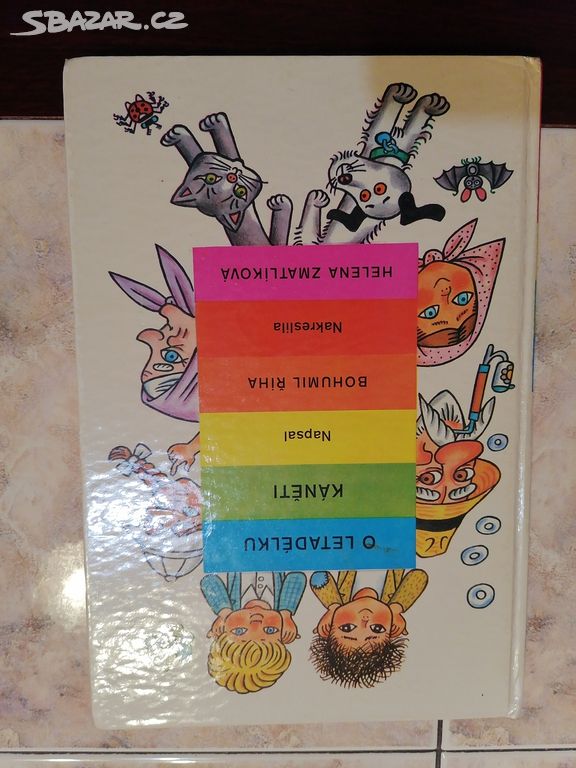 SBAZAR.CZ
O LETADÉLKU
KÁNĚTI
Napsal
BOHUMIL ŘÍHA
Nakreslila
HELENA ZMATLÍKOVÁ